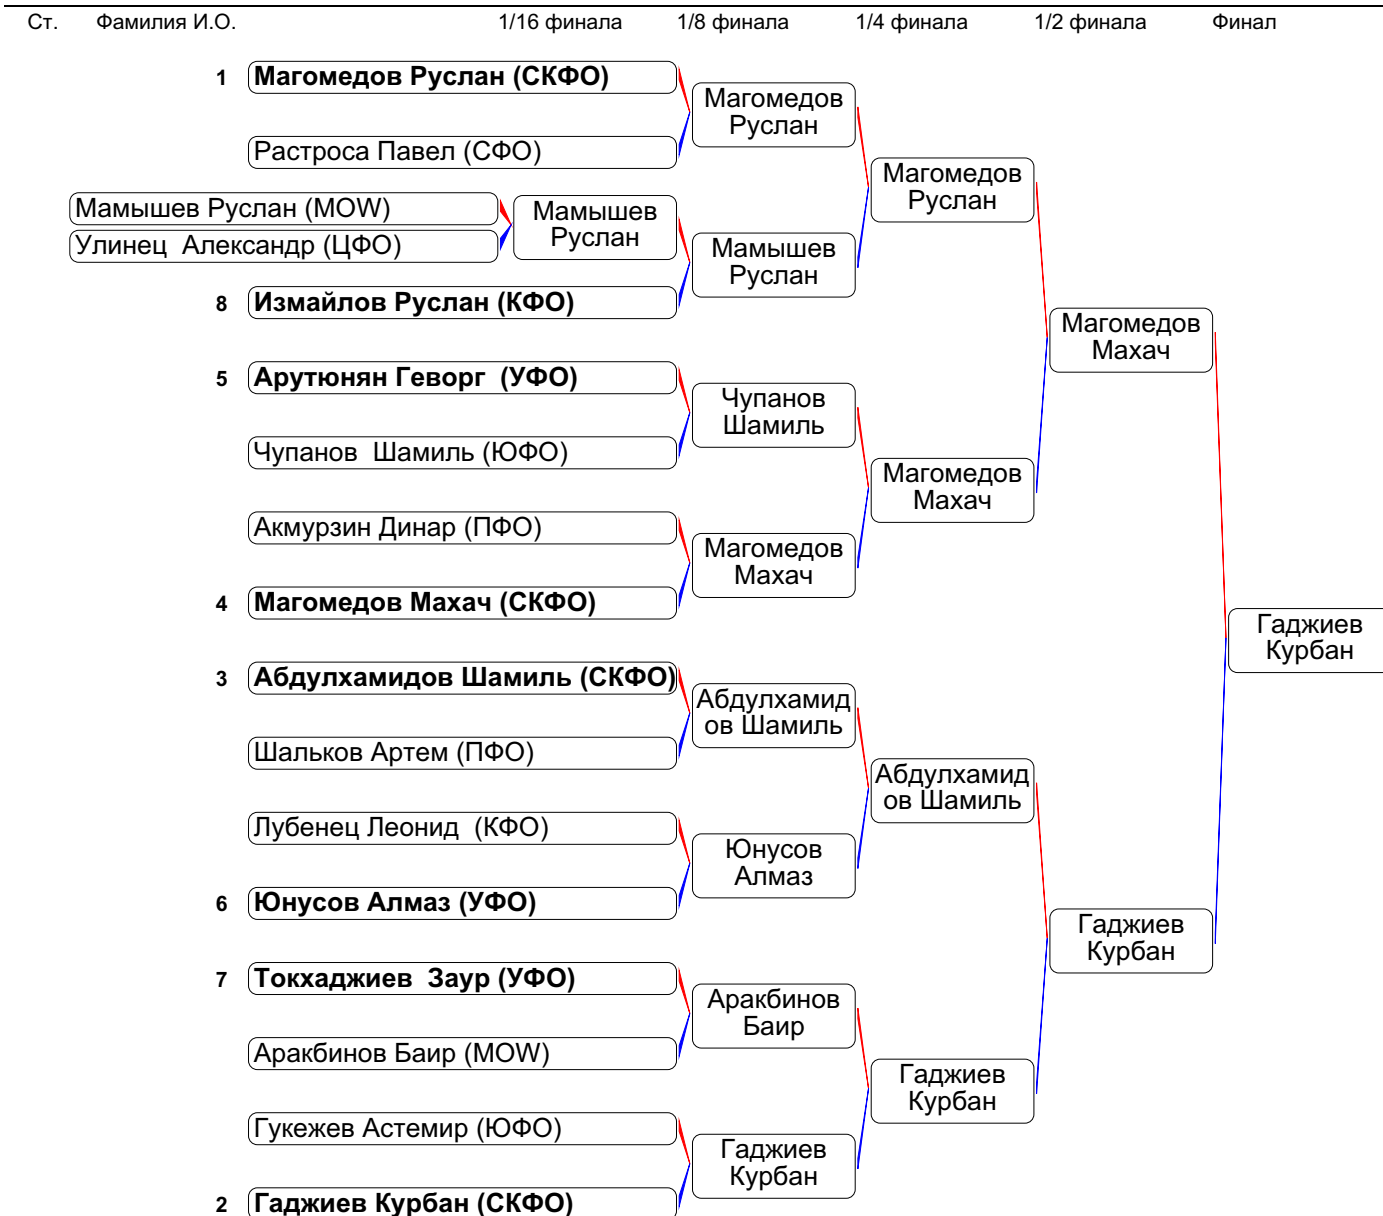 Ст. Фамилия И.О. 1/16 финала 1/8 финала 1/4 финала 1/2 финала Финал
1 Магомедов Руслан (СКФО)
Магомедов
Руслан
Растроса Павел (СФО)
Магомедов
Руслан
Мамышев Руслан (MOW)
Улинец Александр (ЦФО)
Мамышев
Руслан
Мамышев
Руслан
8 Измайлов Руслан (КФО)
Магомедов
Махач
5 Арутюнян Геворг (УФО)
Чупанов
Шамиль
Чупанов Шамиль (ЮФО)
Магомедов
Махач
Акмурзин Динар (ПФО)
Магомедов
Махач
4 Магомедов Махач (СКФО)
Гаджиев
Курбан
3 Абдулхамидов Шамиль (СКФО)
Абдулхамид
ов Шамиль
Шальков Артем (ПФО)
Абдулхамид
ов Шамиль
Лубенец Леонид (КФО)
Юнусов
Алмаз
6 Юнусов Алмаз (УФО)
Гаджиев
Курбан
7 Токхаджиев Заур (УФО)
Аракбинов
Баир
Аракбинов Баир (MOW)
Гаджиев
Курбан
Гукежев Астемир (ЮФО)
Гаджиев
Курбан
2 Гаджиев Курбан (СКФО)